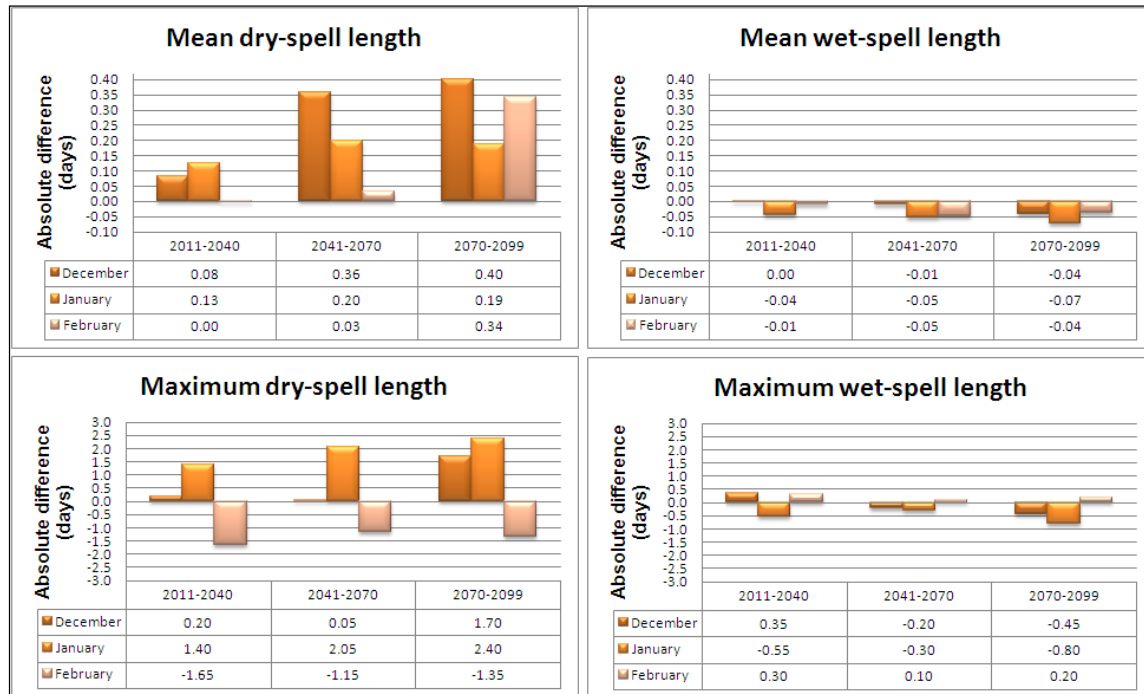 Mean dry-spell length
Absolute difference
(days)
0.40
0.35
0.30
0.25
0.20
0.15
0.10
0.05
0.00
-0.05
-0.10
2011-2040 2041-2070 2070-2099
December 0.08 0.36 0.40
January 0.13 0.20 0.19
February 0.00 0.03 0.34
Mean wet-spell length
Absolute difference
(days)
0.40
0.35
0.30
0.25
0.20
0.15
0.10
0.05
0.00
-0.05
-0.10
2011-2040 2041-2070 2070-2099
December 0.00 -0.01 -0.04
January -0.04 -0.05 -0.07
February -0.01 -0.05 -0.04
Maximum dry-spell length
Absolute difference
(days)
3.0
2.5
2.0
1.5
1.0
0.5
0.0
-0.5
-1.0
-1.5
-2.0
-2.5
-3.0
2011-2040 2041-2070 2070-2099
December 0.20 0.05 1.70
January 1.40 2.05 2.40
February -1.65 -1.15 -1.35
Maximum wet-spell length
Absolute difference
(days)
3.0
2.5
2.0
1.5
1.0
0.5
0.0
-0.5
-1.0
-1.5
-2.0
-2.5
-3.0
2011-2040 2041-2070 2070-2099
December 0.35 -0.20 -0.45
January -0.55 -0.30 -0.80
February 0.30 0.10 0.20